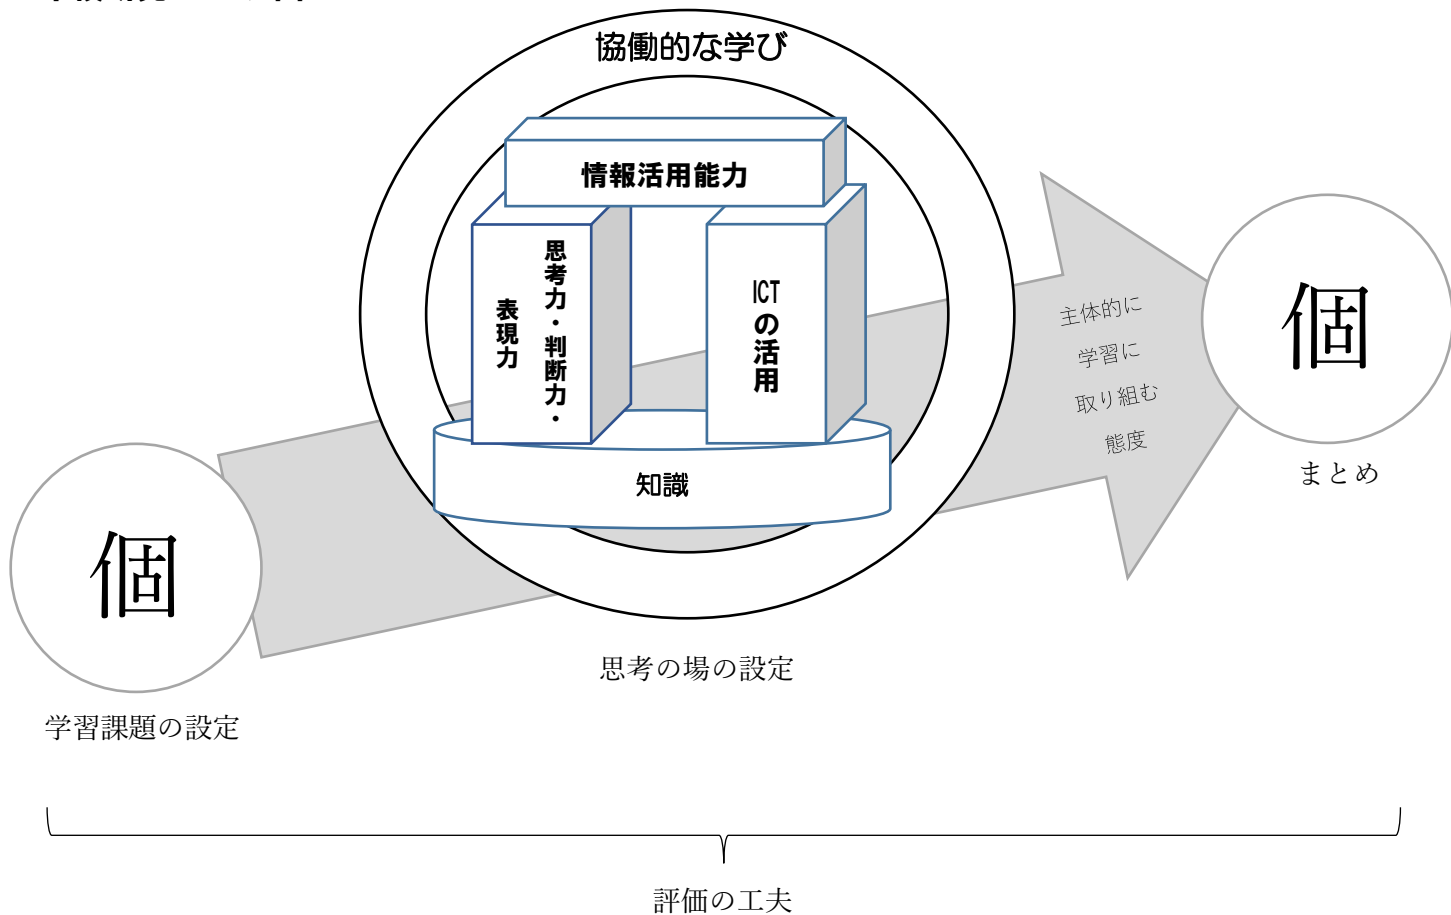 協働的な学び
情報活用能力
思考力・判断力・
表現力
ICTの活用
知識
主体的に
学習に
取り組む
態度
個
まとめ
個
思考の場の設定
学習課題の設定
評価の工夫